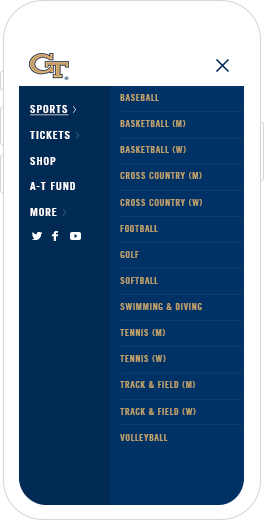 GT
SPORTS
TICKETS
SHOP
A-T FUND
MORE
BASEBALL
BASKETBALL (M)
BASKETBALL (W)
CROSS COUNTRY (M)
CROSS COUNTRY (W)
FOOTBALL
GOLF
SOFTBALL
SWIMMING & DIVING
TENNIS (M)
TENNIS (W)
TRACK & FIELD (M)
TRACK & FIELD (W)
VOLLEYBALL